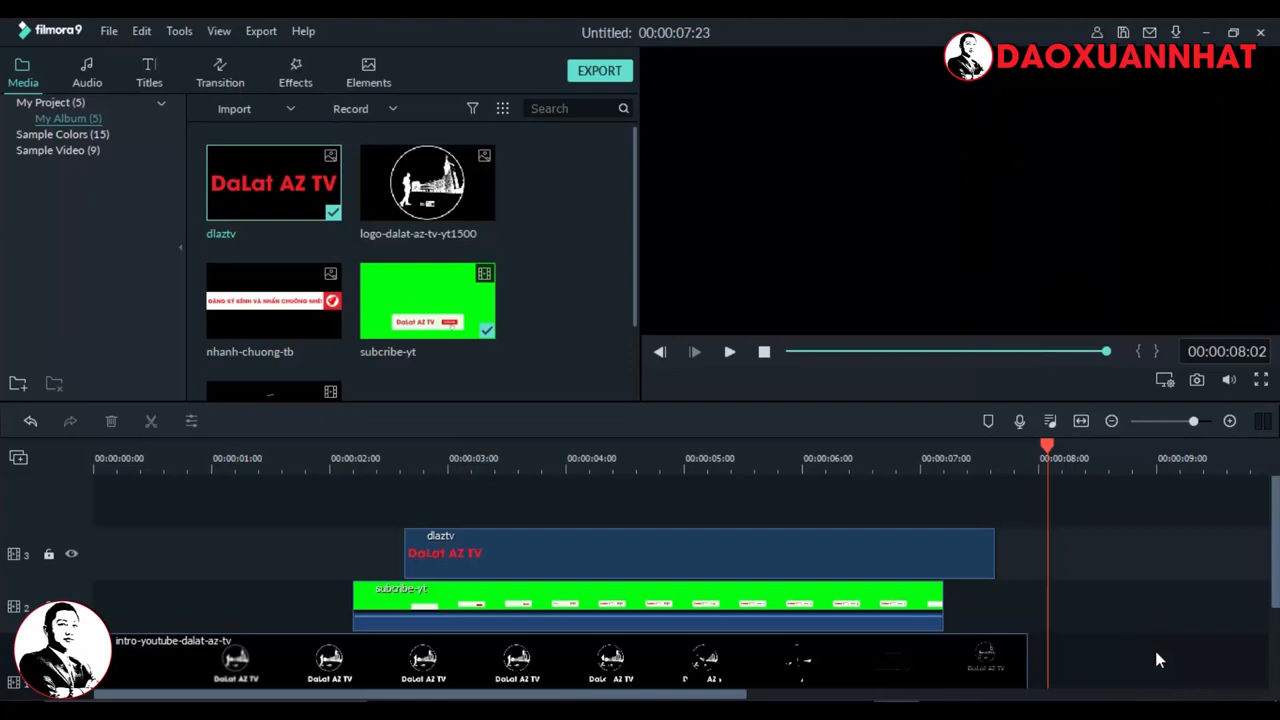 filmora9 File Edit Tools View Export Help Untitled: 00:00:07:23
DAOXUANNHAT
Media Audio Titles Transition Effects Elements EXPORT
My Project (5)
My Album (5)
Sample Colors (15)
Sample Video (9)
Import Record Search
DaLat AZ TV
dlaztv
logo-dalat-az-tv-yt1500
ĐĂNG KÝ KÊNH VÀ NHẤN CHUÔNG NHÉ!
nhanh-chuong-tb
DaLat AZ TV
subcribe-yt
00:00:08:02
00:00:00:00 00:00:01:00 00:00:02:00 00:00:03:00 00:00:04:00 00:00:05:00 00:00:06:00 00:00:07:00 00:00:08:00 00:00:09:00
3
dlaztv
DaLat AZ TV
2
subcribe-yt
intro-youtube-dalat-az-tv
DaLat AZ TV DaLat AZ TV DaLat AZ TV DaLat AZ TV DaLat AZ TV